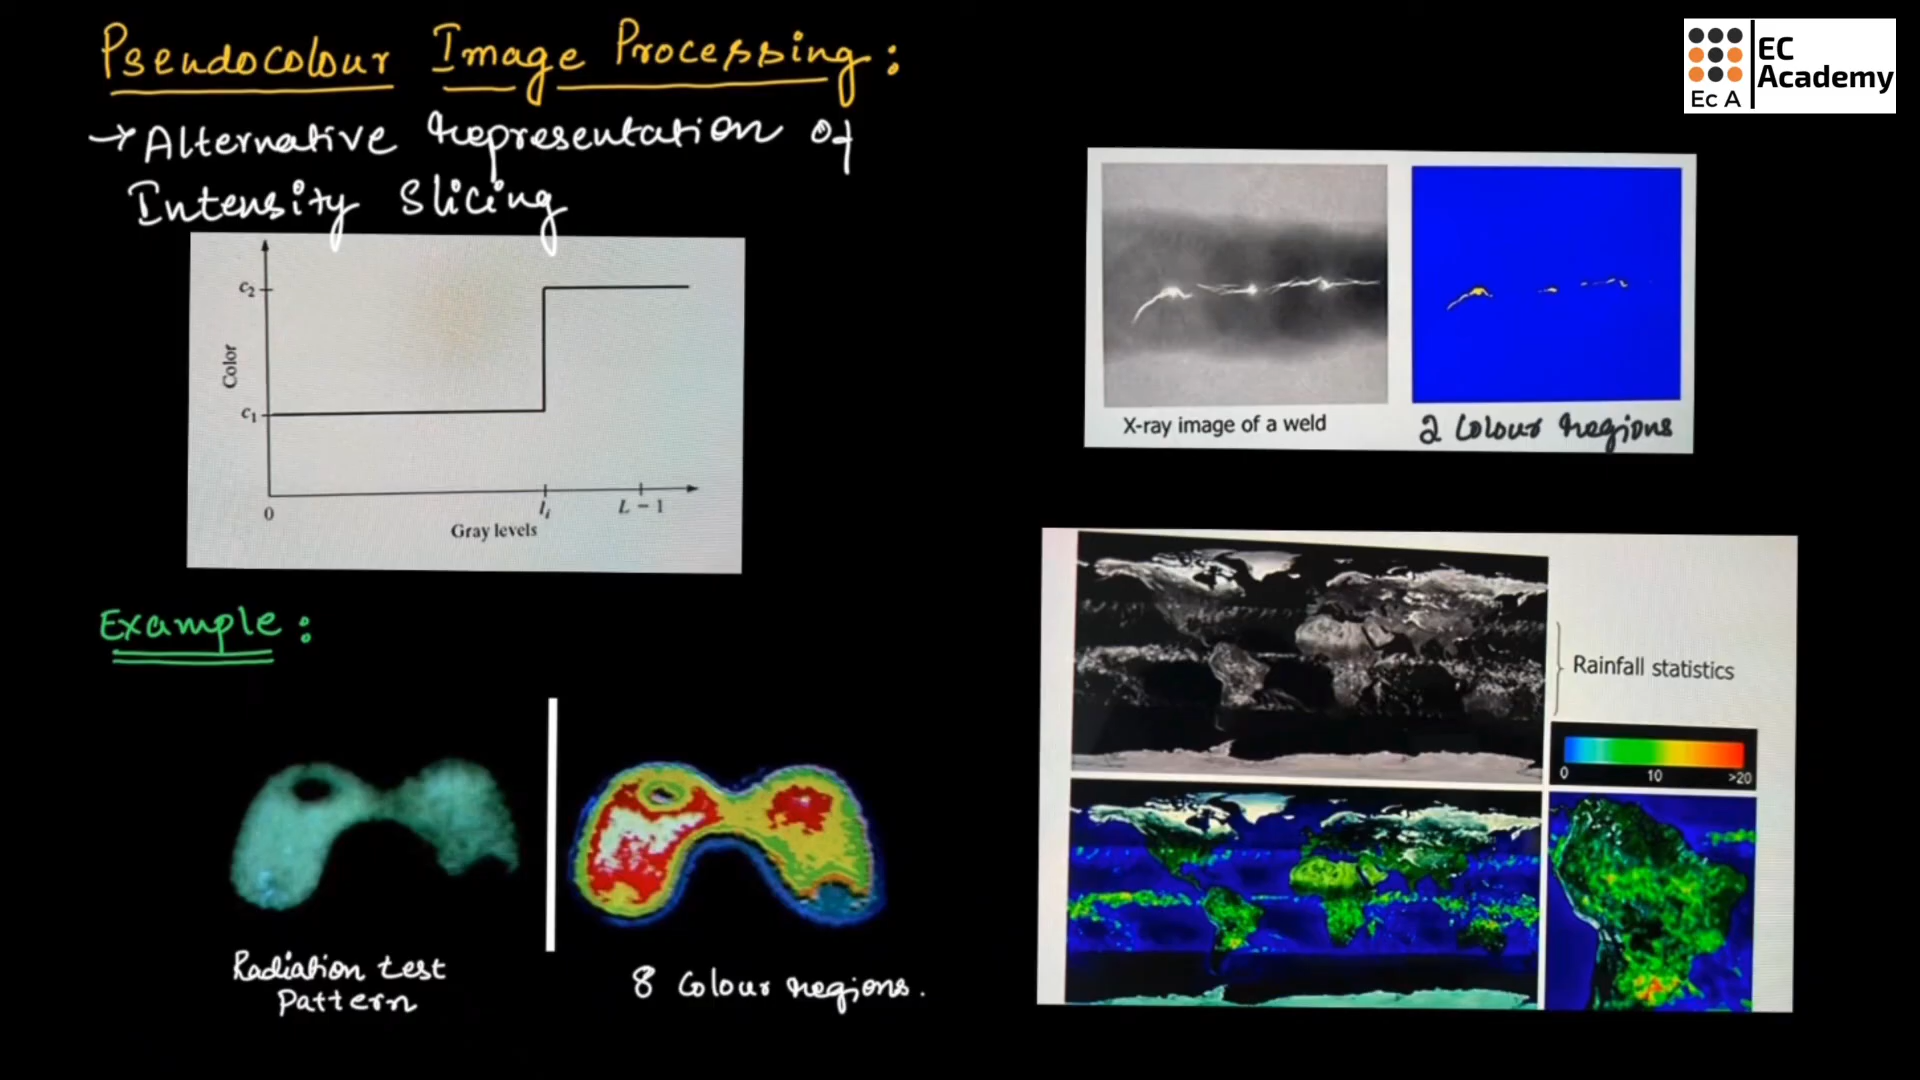 Pseudocolour Image Processing:
→ Alternative Representation of
Intensity Slicing
EC
Academy
Ec A
c2
Color
c1
0
li
L - 1
Gray levels
X-ray image of a weld
2 Colour Regions
Example:
Radiation test
Pattern
8 Colour regions.
Rainfall statistics
0 10 >20